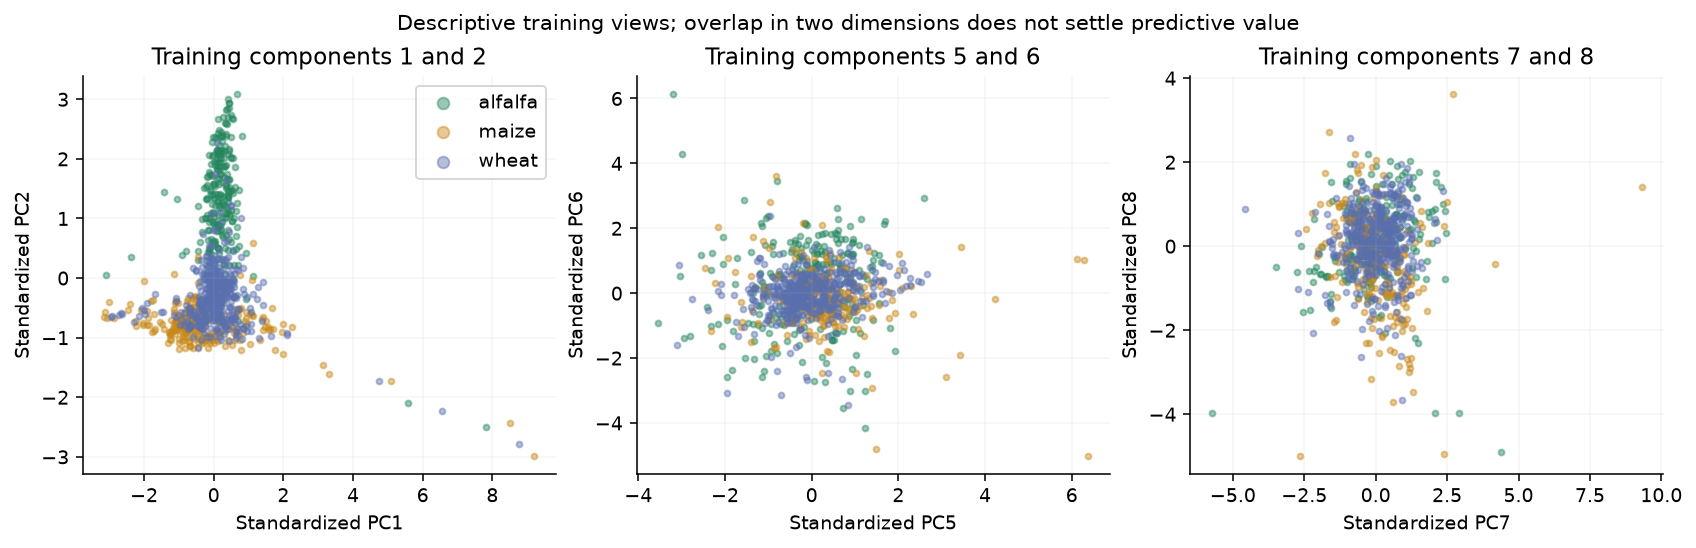 Descriptive training views; overlap in two dimensions does not settle predictive value
Training components 1 and 2
3
2
1
0
−1
−2
−3
Standardized PC2
alfalfa
maize
wheat
−2
0
2
4
6
8
Standardized PC1
Training components 5 and 6
6
4
2
0
−2
−4
Standardized PC6
−4
−2
0
2
4
6
Standardized PC5
Training components 7 and 8
4
2
0
−2
−4
Standardized PC8
−5.0
−2.5
0.0
2.5
5.0
7.5
10.0
Standardized PC7